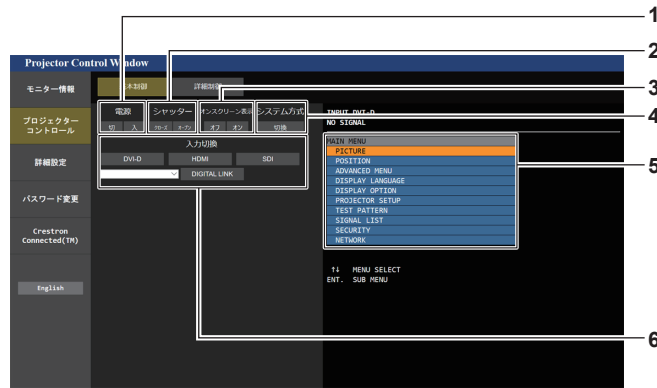 1
Projector Control Window
2
モニター情報
本制御
詳細制御
3
電源
シャッター
オンスクリーン表示
システム方式
INPUT DVI-D
4
切
入
クローズ
オープン
オフ
オン
切換
NO SIGNAL
プロジェクター
コントロール
入力切換
MAIN MENU
DVI-D
HDMI
SDI
PICTURE
詳細設定
POSITION
5
DIGITAL LINK
ADVANCED MENU
DISPLAY LANGUAGE
DISPLAY OPTION
パスワード変更
PROJECTOR SETUP
TEST PATTERN
SIGNAL LIST
Crestron
Connected(TM)
SECURITY
NETWORK
↑↓ MENU SELECT
ENT. SUB MENU
English
6